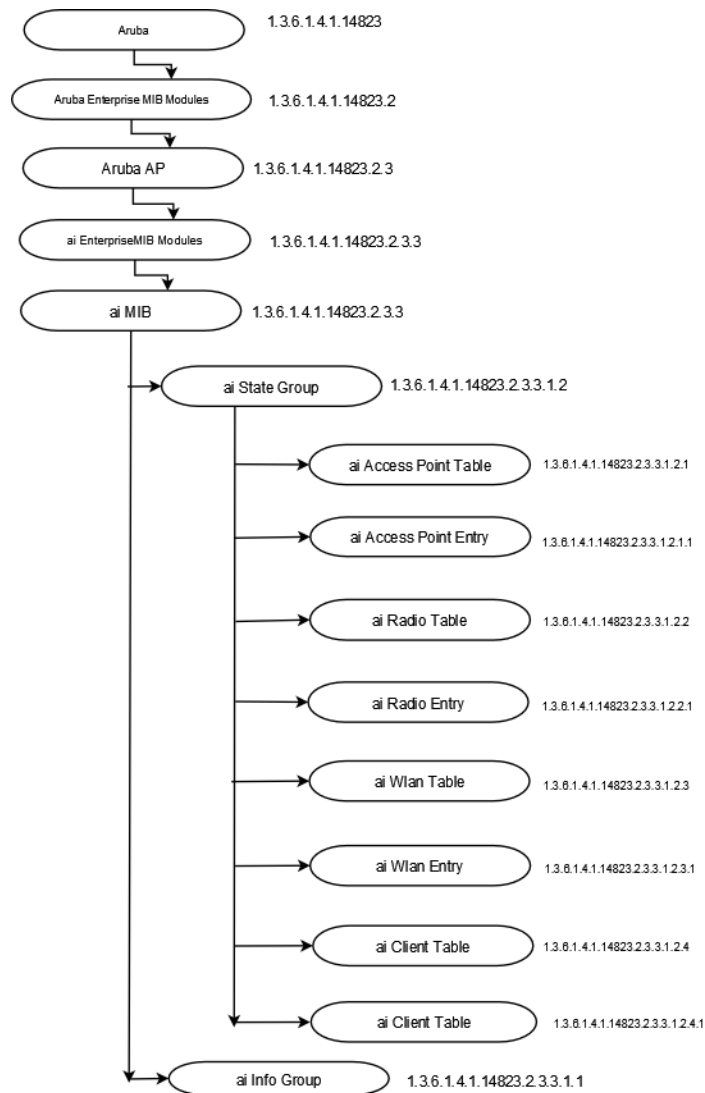 Aruba 1.3.6.1.4.1.14823
Aruba Enterprise MIB Modules 1.3.6.1.4.1.14823.2
Aruba AP 1.3.6.1.4.1.14823.2.3
ai EnterpriseMIB Modules 1.3.6.1.4.1.14823.2.3.3
ai MIB 1.3.6.1.4.1.14823.2.3.3
ai State Group 1.3.6.1.4.1.14823.2.3.3.1.2
ai Access Point Table 1.3.6.1.4.1.14823.2.3.3.1.2.1
ai Access Point Entry 1.3.6.1.4.1.14823.2.3.3.1.2.1.1
ai Radio Table 1.3.6.1.4.1.14823.2.3.3.1.2.2
ai Radio Entry 1.3.6.1.4.1.14823.2.3.3.1.2.2.1
ai Wlan Table 1.3.6.1.4.1.14823.2.3.3.1.2.3
ai Wlan Entry 1.3.6.1.4.1.14823.2.3.3.1.2.3.1
ai Client Table 1.3.6.1.4.1.14823.2.3.3.1.2.4
ai Client Table 1.3.6.1.4.1.14823.2.3.3.1.2.4.1
ai Info Group 1.3.6.1.4.1.14823.2.3.3.1.1